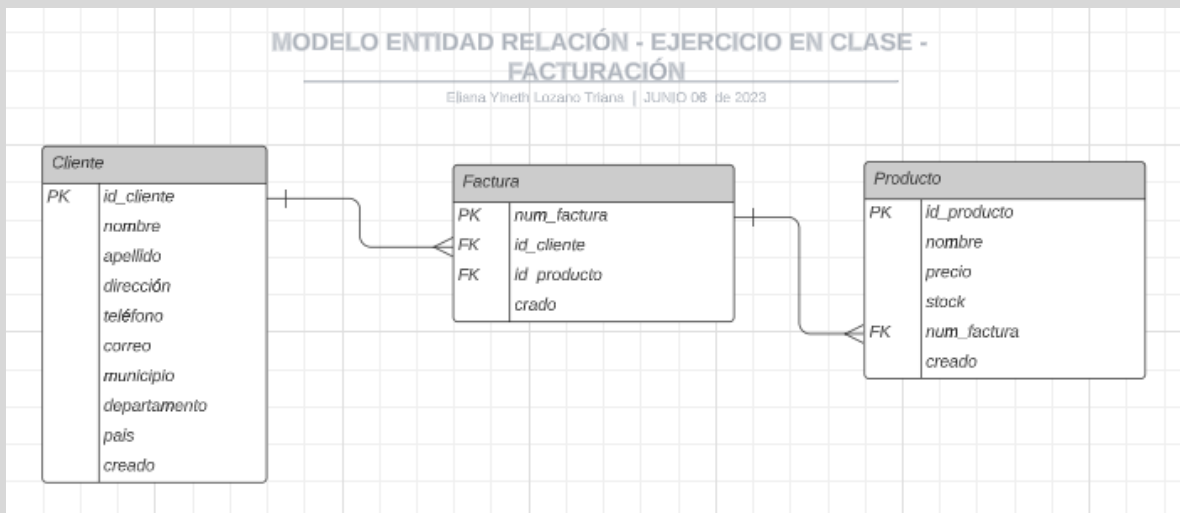 MODELO ENTIDAD RELACIÓN - EJERCICIO EN CLASE -
FACTURACIÓN
Eliana Yineth Lozano Triana | JUNIO 06 de 2023
Cliente
PK id_cliente
nombre
apellido
dirección
teléfono
correo
municipio
departamento
pais
creado
Factura
PK num_factura
FK id_cliente
FK id_producto
crado
Producto
PK id_producto
nombre
precio
stock
FK num_factura
creado